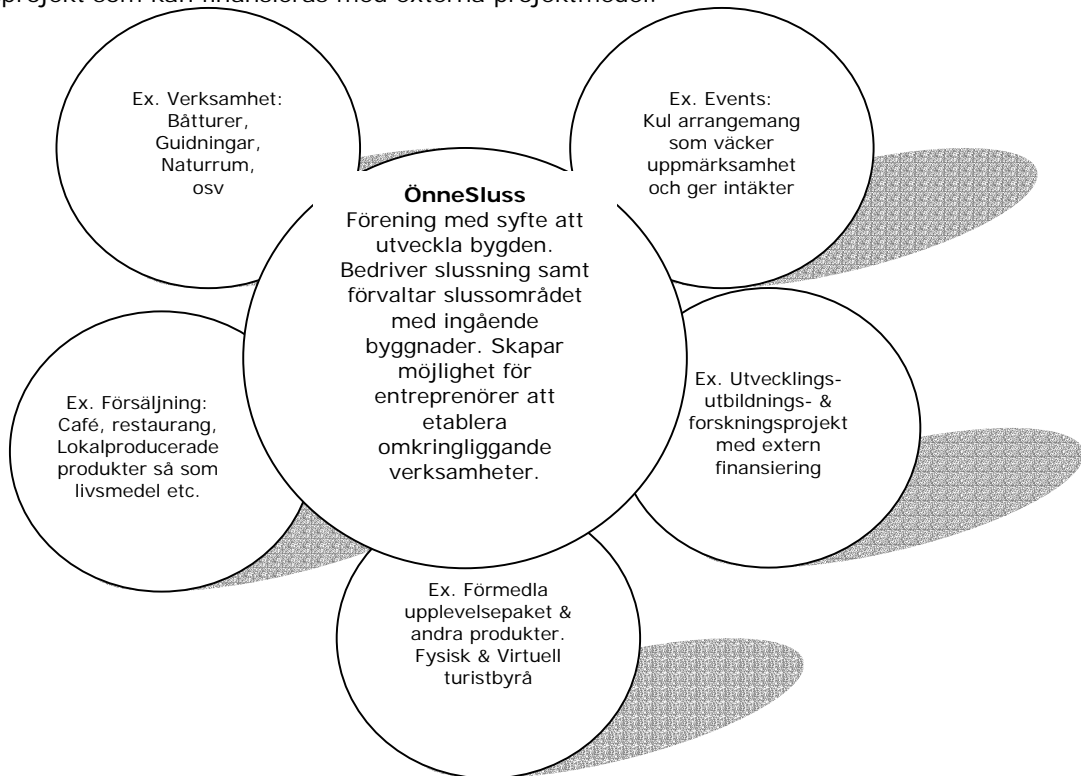 projekt som kan finansieras med externa projektmedel.
Ex. Verksamhet:
Båtturer,
Guidningar,
Naturrum,
osv
Ex. Events:
Kul arrangemang
som väcker
uppmärksamhet
och ger intäkter
ÖnneSluss
Förening med syfte att
utveckla bygden.
Bedriver slussning samt
förvaltar slussområdet
med ingående
byggnader. Skapar
möjlighet för
entreprenörer att
etablera
omkringliggande
verksamheter.
Ex. Försäljning:
Café, restaurang,
Lokalproducerade
produkter så som
livsmedel etc.
Ex. Utvecklings-
utbildnings- &
forskningsprojekt
med extern
finansiering
Ex. Förmedla
upplevelsepaket &
andra produkter.
Fysisk & Virtuell
turistbyrå